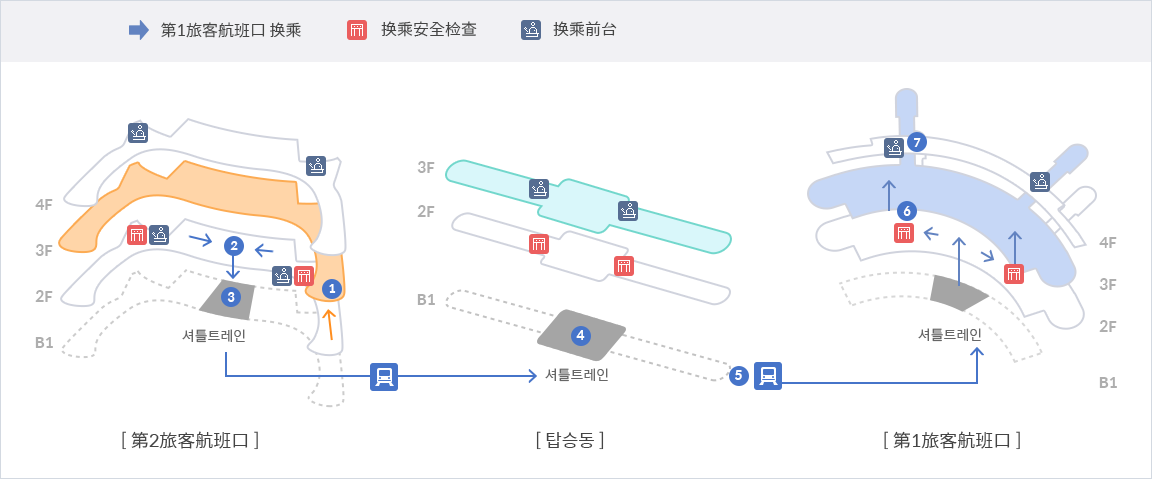 第1旅客航班口 换乘
换乘安全检查
换乘前台
4F
3F
2F
B1
1
2
3
셔틀트레인
3F
2F
B1
4
셔틀트레인
5
7
6
4F
3F
2F
B1
셔틀트레인
[ 第2旅客航班口 ]
[ 탑승동 ]
[ 第1旅客航班口 ]